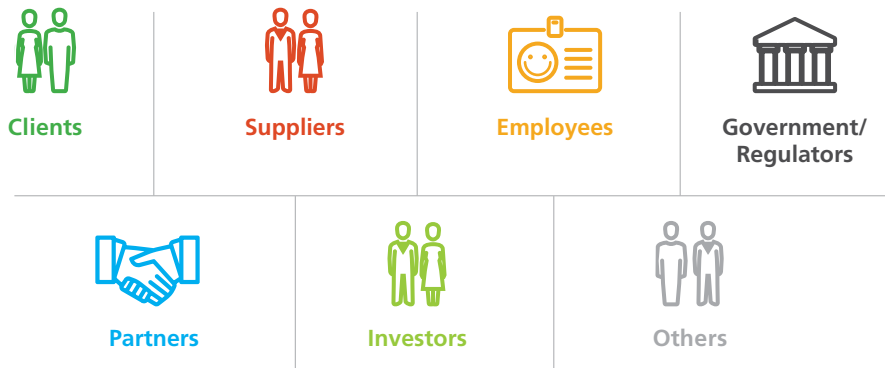 Clients
Suppliers
Employees
Government/
Regulators
Partners
Investors
Others